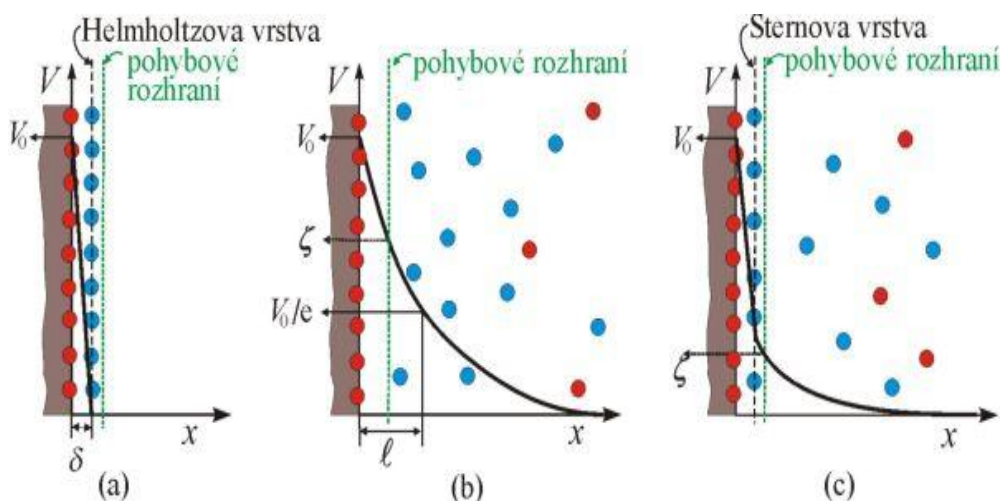 Helmholtzova vrstva
pohybové
rozhraní
V
V₀
x
δ
(a)
pohybové rozhraní
V
V₀
ζ
V₀/e
x
ℓ
(b)
Sternova vrstva
pohybové rozhraní
V
V₀
ζ
x
(c)